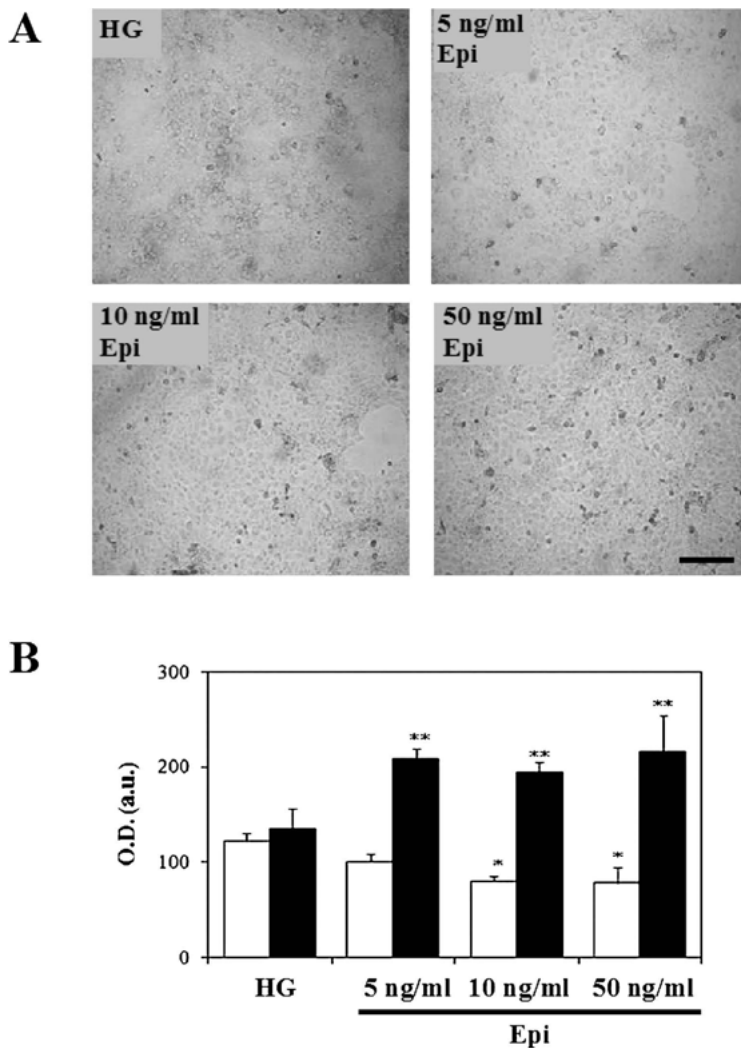 A
HG
5 ng/ml
Epi
10 ng/ml
Epi
50 ng/ml
Epi
B
O.D. (a.u.)
300
200
100
0
**
**
**
*
*
HG
5 ng/ml
10 ng/ml
50 ng/ml
Epi